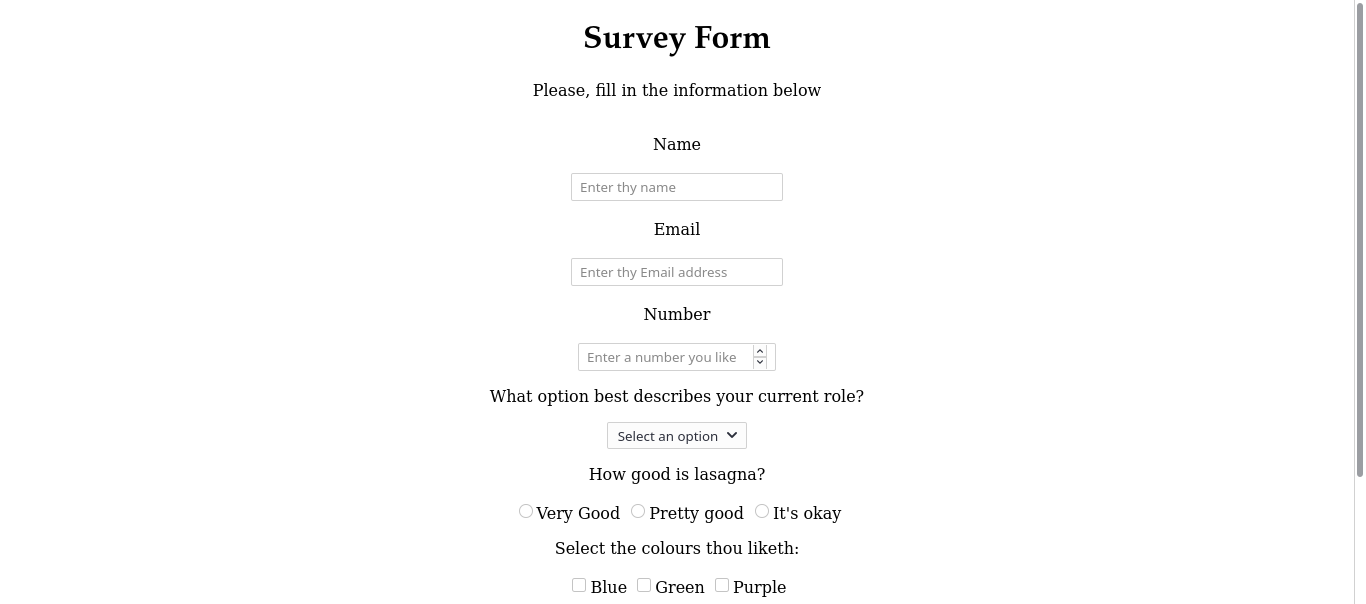 Survey Form
Please, fill in the information below
Name
Enter thy name
Email
Enter thy Email address
Number
Enter a number you like
What option best describes your current role?
Select an option
How good is lasagna?
Very Good Pretty good It's okay
Select the colours thou liketh:
Blue Green Purple